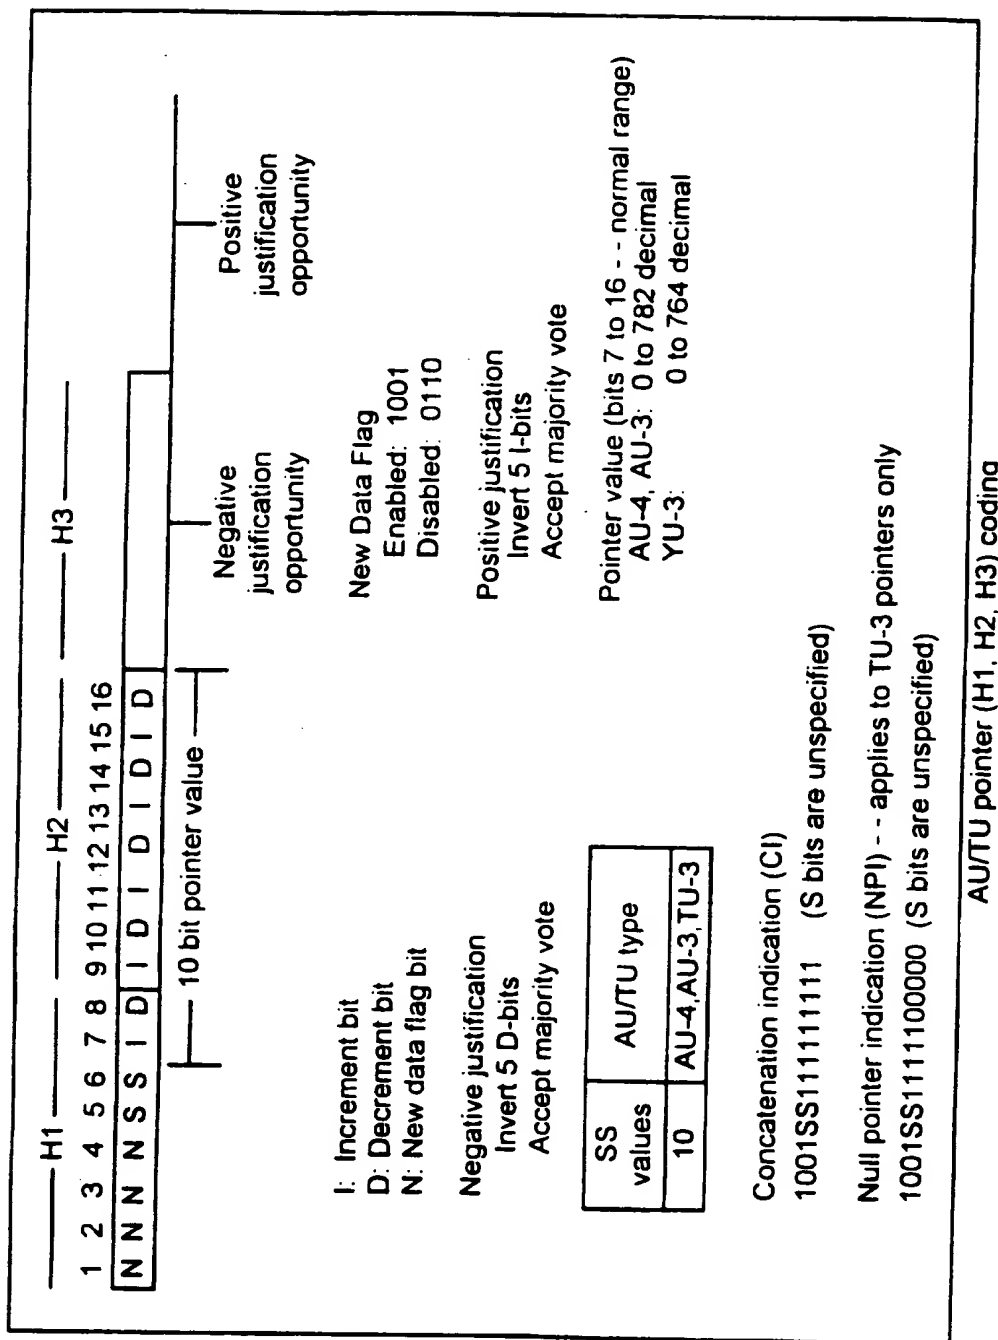 H1 H2 H3
1 2 3 4 5 6 7 8 9 10 11 12 13 14 15 16
N N N N S S I D I D I D I D I D
10 bit pointer value
Negative
justification
opportunity
Positive
justification
opportunity
I: Increment bit
D: Decrement bit
N: New data flag bit
Negative justification
Invert 5 D-bits
Accept majority vote
New Data Flag
Enabled: 1001
Disabled: 0110
Positive justification
Invert 5 I-bits
Accept majority vote
SS
values
AU/TU type
10 AU-4,AU-3,TU-3
Pointer value (bits 7 to 16 - - normal range)
AU-4, AU-3: 0 to 782 decimal
YU-3: 0 to 764 decimal
Concatenation indication (CI)
1001SS1111111111 (S bits are unspecified)
Null pointer indication (NPI) - - applies to TU-3 pointers only
1001SS1111100000 (S bits are unspecified)
AU/TU pointer (H1, H2, H3) coding